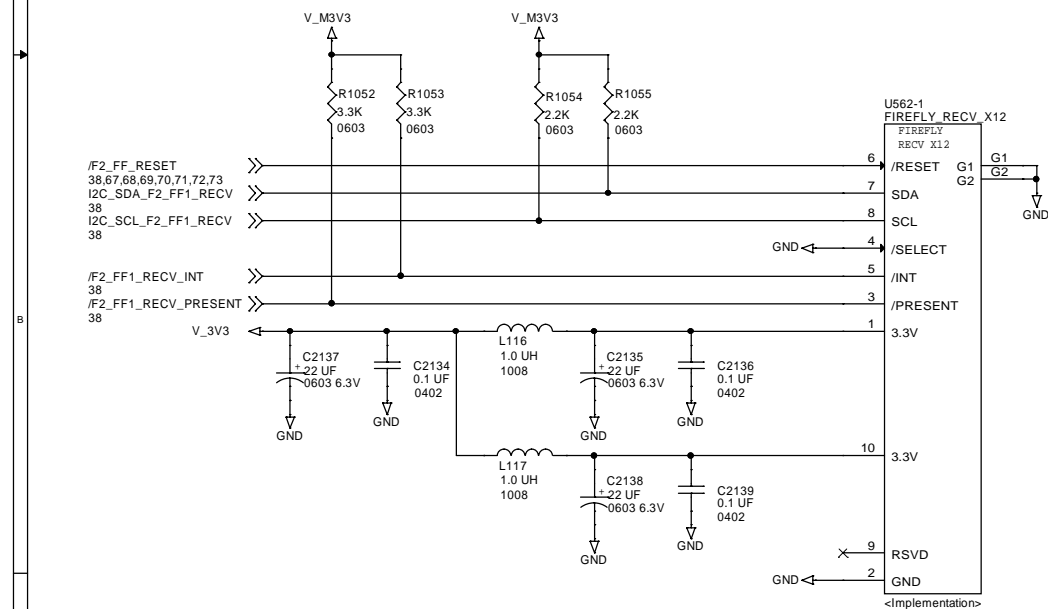 V_M3V3
V_M3V3
R1052
3.3K
0603
R1053
3.3K
0603
R1054
2.2K
0603
R1055
2.2K
0603
U562-1
FIREFLY_RECV_X12
FIREFLY
RECV X12
/F2_FF_RESET
38,67,68,69,70,71,72,73
I2C_SDA_F2_FF1_RECV
38
I2C_SCL_F2_FF1_RECV
38
/F2_FF1_RECV_INT
38
/F2_FF1_RECV_PRESENT
38
6 /RESET
G1 G1
G2 G2
GND
7 SDA
8 SCL
GND 4 /SELECT
5 /INT
3 /PRESENT
B
V_3V3
1 3.3V
L116
1.0 UH
1008
C2137
+ 22 UF
0603 6.3V
GND
C2134
0.1 UF
0402
GND
C2135
+ 22 UF
0603 6.3V
GND
C2136
0.1 UF
0402
GND
10 3.3V
L117
1.0 UH
1008
C2138
+ 22 UF
0603 6.3V
GND
C2139
0.1 UF
0402
GND
9 RSVD
GND 2 GND
<Implementation>